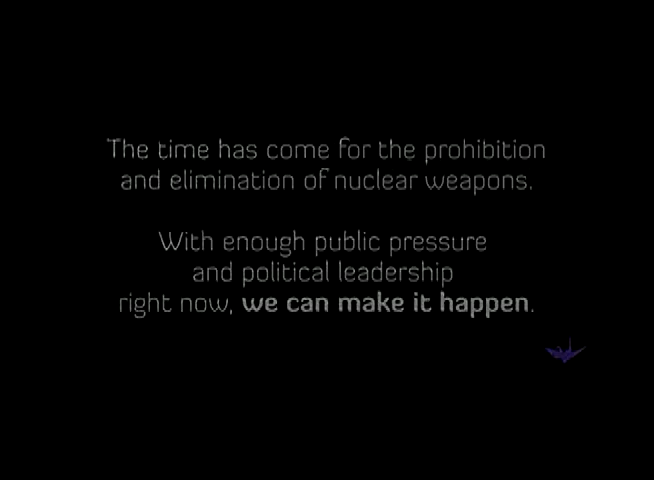 The time has come for the prohibition
and elimination of nuclear weapons.
With enough public pressure
and political leadership
right now, we can make it happen.